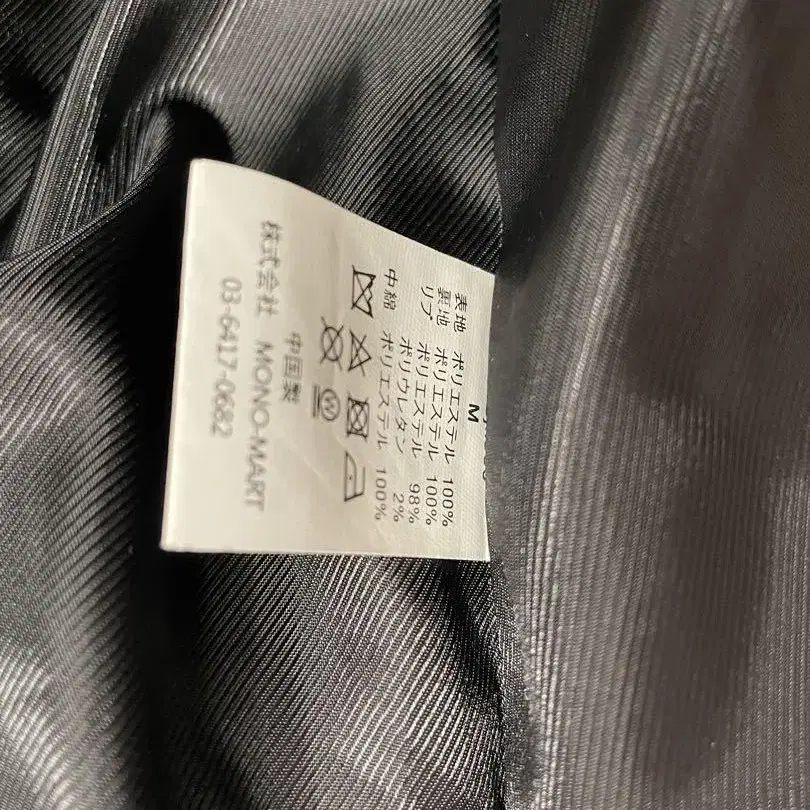 M
表地 ポリエステル 100%
裏地 ポリエステル 100%
リブ ポリエステル 98%
ポリウレタン 2%
中綿 ポリエステル 100%
W
中国製
株式会社 MONO-MART
03-6417-0682